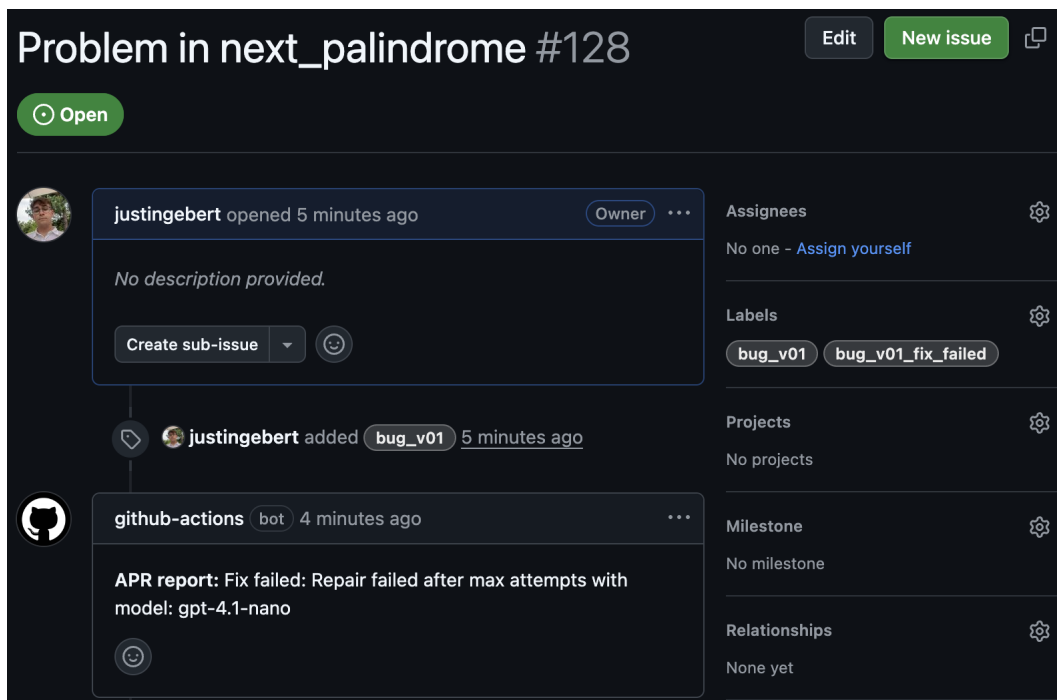 Problem in next_palindrome #128
Edit
New issue
Open
justingebert opened 5 minutes ago
Owner
No description provided.
Create sub-issue
justingebert added bug_v01 5 minutes ago
github-actions bot 4 minutes ago
APR report: Fix failed: Repair failed after max attempts with
model: gpt-4.1-nano
Assignees
No one - Assign yourself
Labels
bug_v01 bug_v01_fix_failed
Projects
No projects
Milestone
No milestone
Relationships
None yet